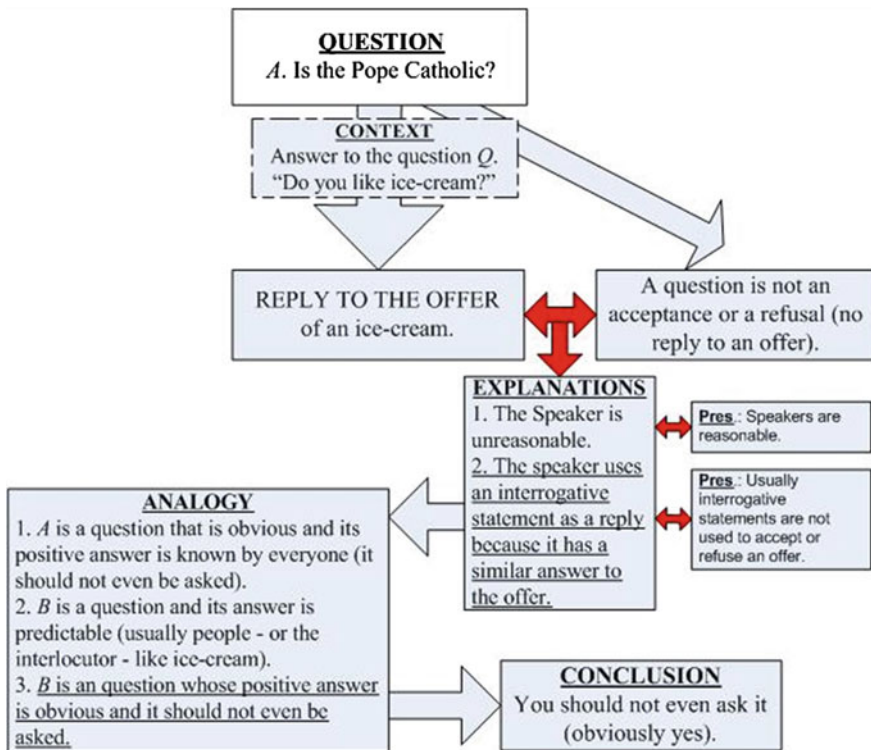 QUESTION
A. Is the Pope Catholic?
CONTEXT
Answer to the question Q.
“Do you like ice-cream?”
REPLY TO THE OFFER
of an ice-cream.
A question is not an
acceptance or a refusal (no
reply to an offer).
EXPLANATIONS
1. The Speaker is
unreasonable.
2. The speaker uses
an interrogative
statement as a reply
because it has a
similar answer to
the offer.
Pres.: Speakers are
reasonable.
Pres.: Usually
interrogative
statements are not
used to accept or
refuse an offer.
ANALOGY
1. A is a question that is obvious and its
positive answer is known by everyone (it
should not even be asked).
2. B is a question and its answer is
predictable (usually people - or the
interlocutor - like ice-cream).
3. B is an question whose positive answer
is obvious and it should not even be
asked.
CONCLUSION
You should not even ask it
(obviously yes).